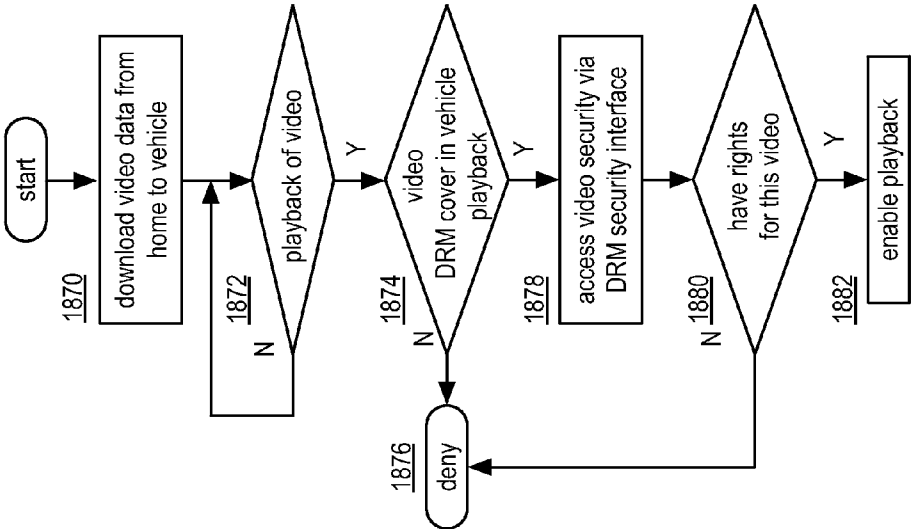 start
1870
download video data from
home to vehicle
1872
playback of video
N
Y
1874
video
DRM cover in vehicle
playback
N
Y
1876
deny
1878
access video security via
DRM security interface
1880
have rights
for this video
N
Y
1882
enable playback